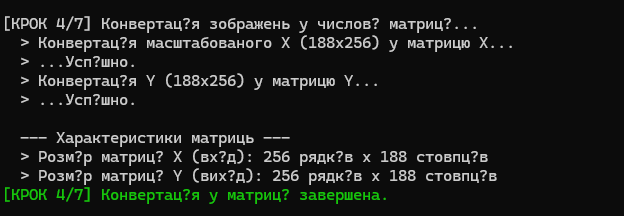 [КРОК 4/7] Конвертац?я зображень у числов? матриц?...
> Конвертац?я масштабованого X (188x256) у матрицю X...
> ...Усп?шно.
> Конвертац?я Y (188x256) у матрицю Y...
> ...Усп?шно.
--- Характеристики матриць ---
> Розм?р матриц? X (вх?д): 256 рядк?в x 188 стовпц?в
> Розм?р матриц? Y (вих?д): 256 рядк?в x 188 стовпц?в
[КРОК 4/7] Конвертац?я у матриц? завершена.